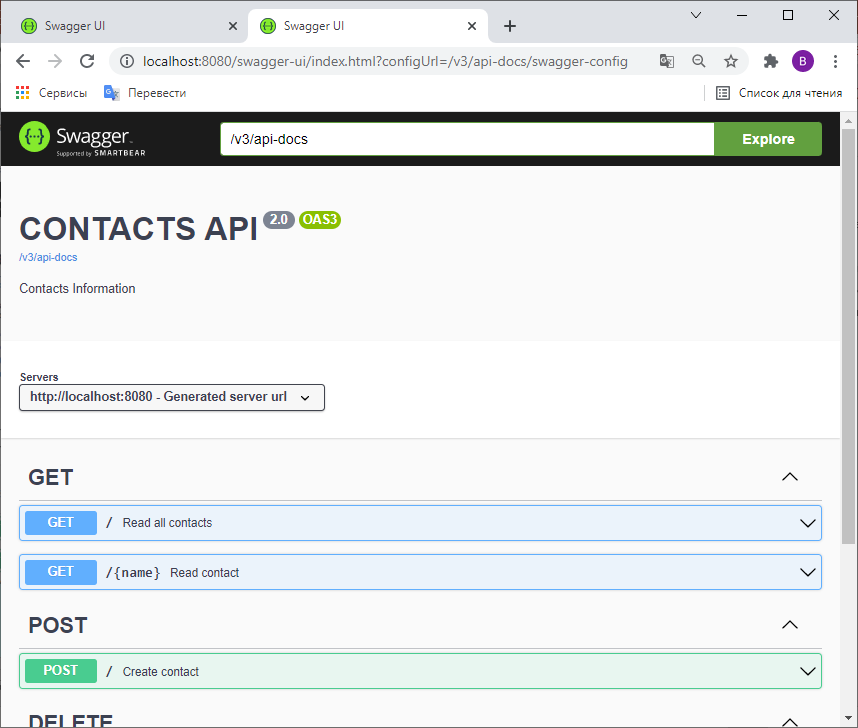 Swagger UI
Swagger UI
localhost:8080/swagger-ui/index.html?configUrl=/v3/api-docs/swagger-config
B
Сервисы
Перевести
Список для чтения
Swagger
Supported by SMARTBEAR
/v3/api-docs
Explore
CONTACTS API 2.0 OAS3
/v3/api-docs
Contacts Information
Servers
http://localhost:8080 - Generated server url
GET
GET / Read all contacts
GET /{name} Read contact
POST
POST / Create contact
DELETE